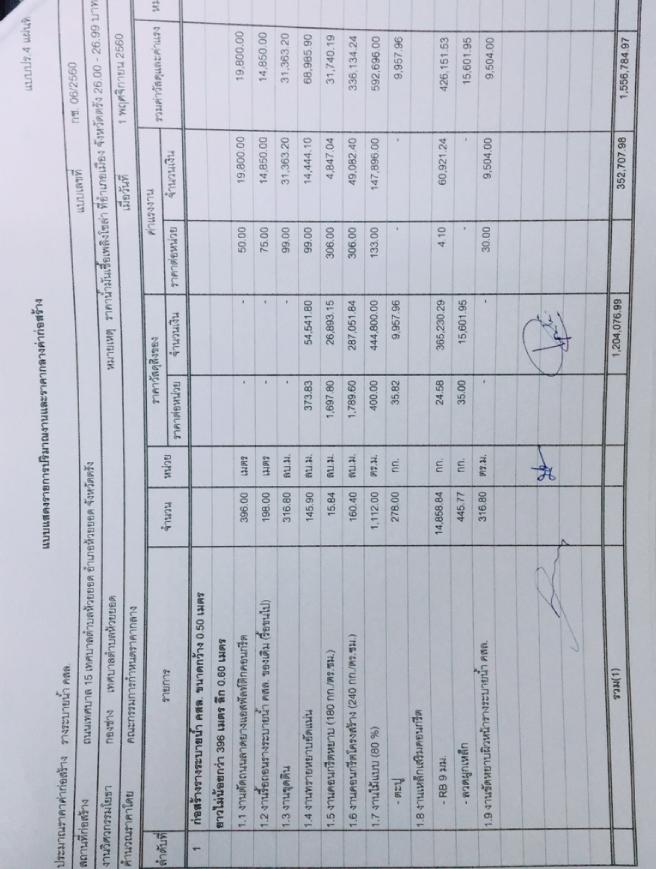 แบบปร.4 แผ่นที่
แบบแสดงรายการปริมาณงานและราคากลางค่าก่อสร้าง
ประมาณราคาค่าก่อสร้าง รางระบายน้ำ คสล. แบบเลขที่ กช. 06/2560
สถานที่ก่อสร้าง ถนนเทศบาล 15 เทศบาลตำบลห้วยยอด อำเภอห้วยยอด จังหวัดตรัง หมายเหตุ ราคาน้ำมันเชื้อเพลิงโซล่า ที่อำเภอเมือง จังหวัดตรัง 26.00 - 26.99 บาท
งานวิศวกรรมโยธา กองช่าง เทศบาลตำบลห้วยยอด
คำนวณราคาโดย คณะกรรมการกำหนดราคากลาง เมื่อวันที่ 1 พฤศจิกายน 2560
ลำดับที่ รายการ จำนวน หน่วย ราคาวัสดุสิ่งของ ค่าแรงงาน รวมค่าวัสดุและค่าแรง หม
ราคาต่อหน่วย จำนวนเงิน ราคาต่อหน่วย จำนวนเงิน
1 ก่อสร้างรางระบายน้ำ คสล. ขนาดกว้าง 0.50 เมตร
ยาวไม่น้อยกว่า 396 เมตร ลึก 0.60 เมตร
1.1 งานตัดถนนลาดยางแอสฟัลท์ติกคอนกรีต 396.00 เมตร - - 50.00 19,800.00 19,800.00
1.2 งานรื้อถอนรางระบายน้ำ คสล. ของเดิม (รื้อขนไป) 198.00 เมตร - - 75.00 14,850.00 14,850.00
1.3 งานขุดดิน 316.80 ลบ.ม. - - 99.00 31,363.20 31,363.20
1.4 งานทรายหยาบอัดแน่น 145.90 ลบ.ม. 373.83 54,541.80 99.00 14,444.10 68,985.90
1.5 งานคอนกรีตหยาบ (180 กก./ตร.ซม.) 15.84 ลบ.ม. 1,697.80 26,893.15 306.00 4,847.04 31,740.19
1.6 งานคอนกรีตโครงสร้าง (240 กก./ตร.ซม.) 160.40 ลบ.ม. 1,789.60 287,051.84 306.00 49,082.40 336,134.24
1.7 งานไม้แบบ (80 %) 1,112.00 ตร.ม. 400.00 444,800.00 133.00 147,896.00 592,696.00
- ตะปู 278.00 กก. 35.82 9,957.96 - - 9,957.96
1.8 งานเหล็กเสริมคอนกรีต
- RB 9 มม. 14,858.84 กก. 24.58 365,230.29 4.10 60,921.24 426,151.53
- ลวดผูกเหล็ก 445.77 กก. 35.00 15,601.95 - - 15,601.95
1.9 งานขัดหยาบผิวหน้ารางระบายน้ำ คสล. 316.80 ตร.ม. - - 30.00 9,504.00 9,504.00
รวม(1) 1,204,076.99 352,707.98 1,556,784.97